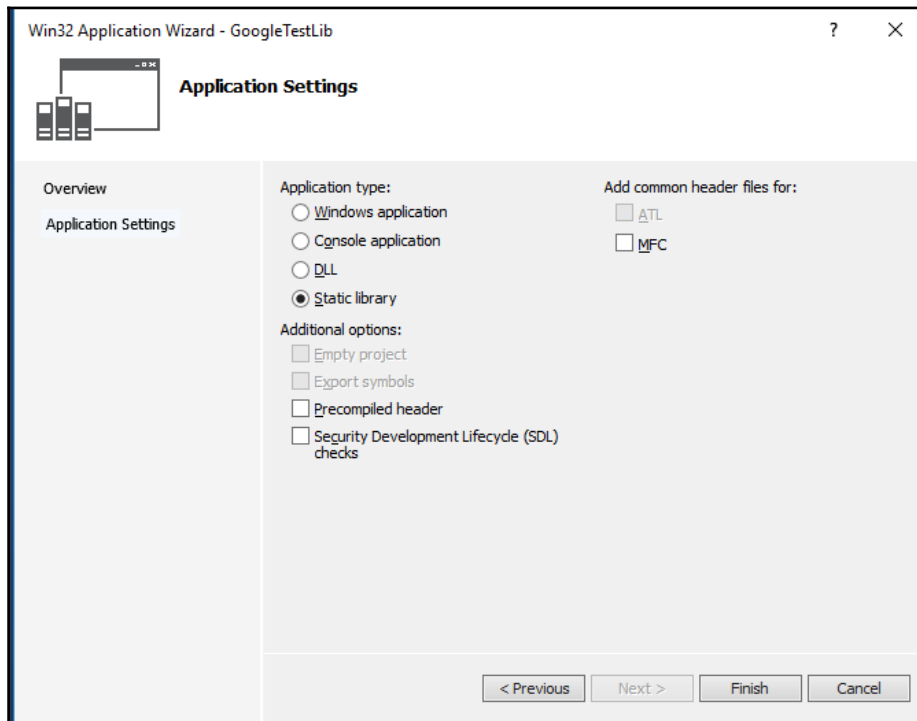 Win32 Application Wizard - GoogleTestLib
Application Settings
Overview
Application Settings
Application type:
Windows application
Console application
DLL
Static library
Additional options:
Empty project
Export symbols
Precompiled header
Security Development Lifecycle (SDL)
checks
Add common header files for:
ATL
MFC
< Previous
Next >
Finish
Cancel